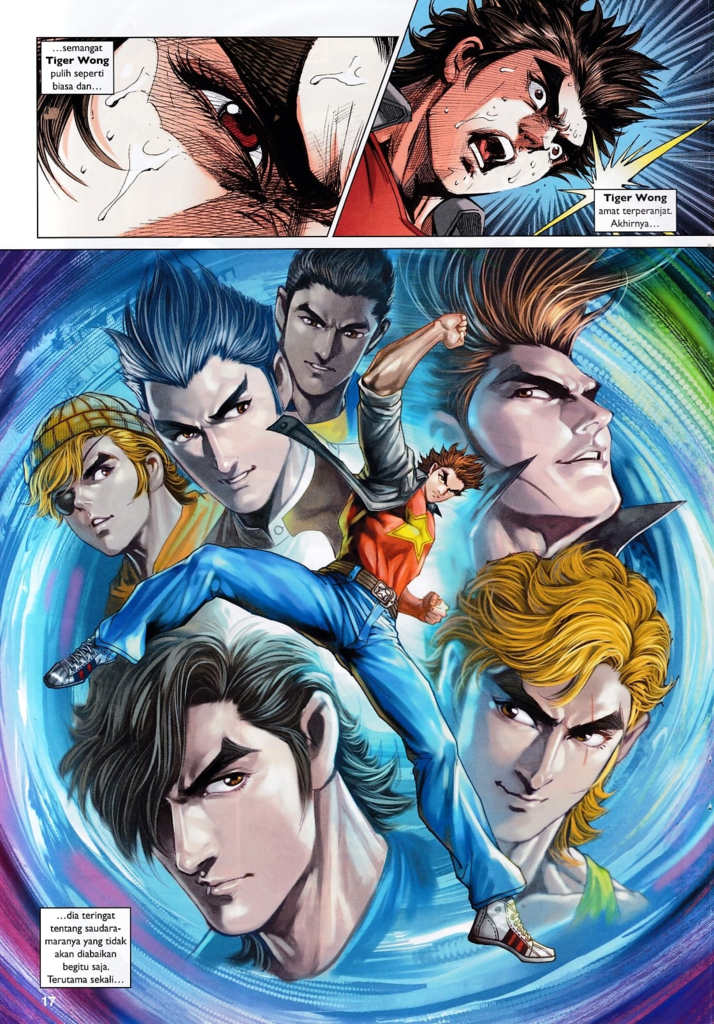 ...semangat
Tiger Wong
pulih seperti
biasa dan...
Tiger Wong
amat terperanjat.
Akhirnya...
...dia teringat
tentang saudara-
maranya yang tidak
akan diabaikan
begitu saja.
Terutama sekali...
17